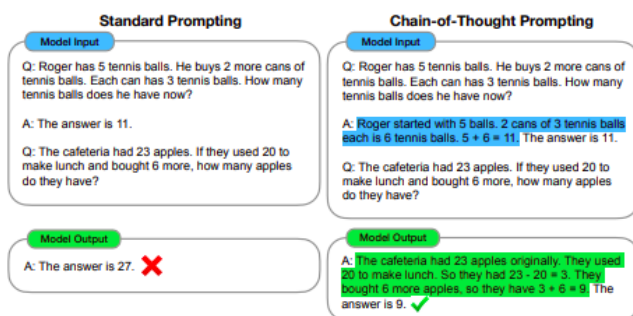 Standard Prompting
Model Input
Q: Roger has 5 tennis balls. He buys 2 more cans of
tennis balls. Each can has 3 tennis balls. How many
tennis balls does he have now?
A: The answer is 11.
Q: The cafeteria had 23 apples. If they used 20 to
make lunch and bought 6 more, how many apples
do they have?
Model Output
A: The answer is 27.
Chain-of-Thought Prompting
Model Input
Q: Roger has 5 tennis balls. He buys 2 more cans of
tennis balls. Each can has 3 tennis balls. How many
tennis balls does he have now?
A: Roger started with 5 balls. 2 cans of 3 tennis balls
each is 6 tennis balls. 5 + 6 = 11. The answer is 11.
Q: The cafeteria had 23 apples. If they used 20 to
make lunch and bought 6 more, how many apples
do they have?
Model Output
A: The cafeteria had 23 apples originally. They used
20 to make lunch. So they had 23 - 20 = 3. They
bought 6 more apples, so they have 3 + 6 = 9. The
answer is 9.